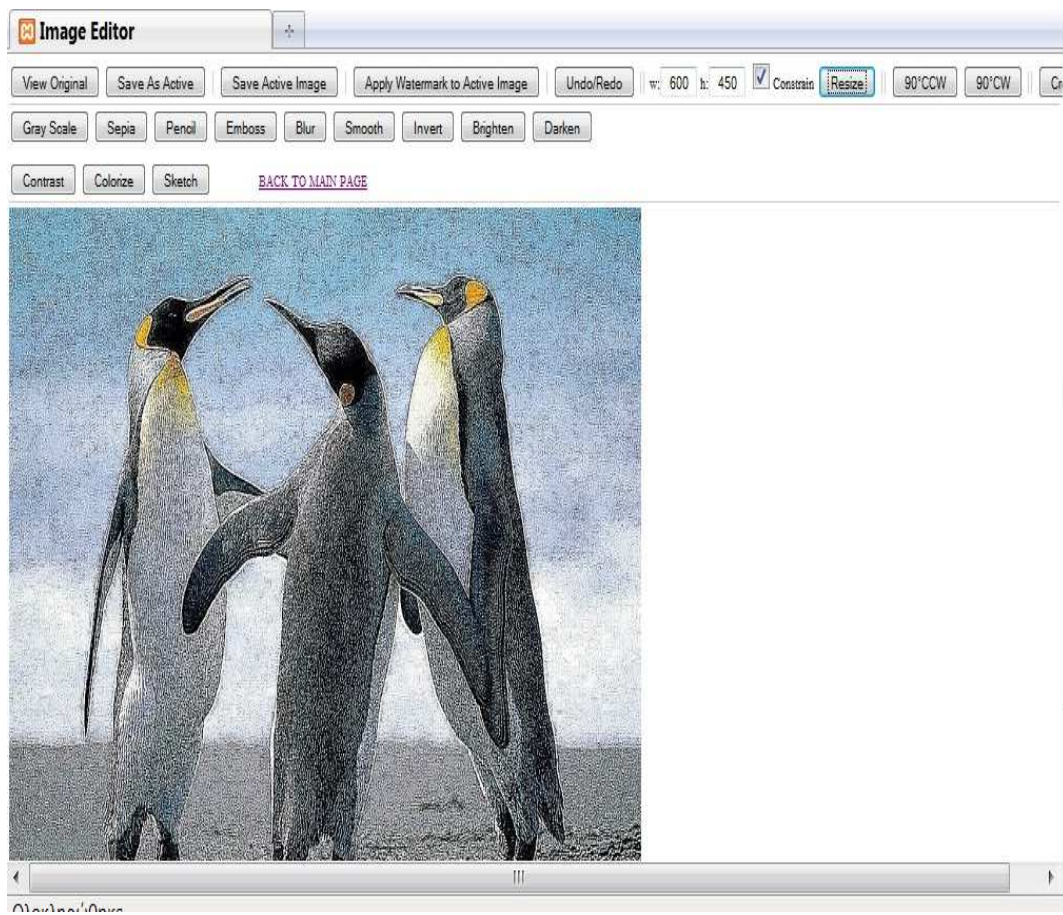 Image Editor
View Original Save As Active Save Active Image Apply Watermark to Active Image Undo/Redo w: 600 h: 450 Constrain Resize 90°CCW 90°CW
Gray Scale Sepia Pencil Emboss Blur Smooth Invert Brighten Darken
Contrast Colorize Sketch BACK TO MAIN PAGE